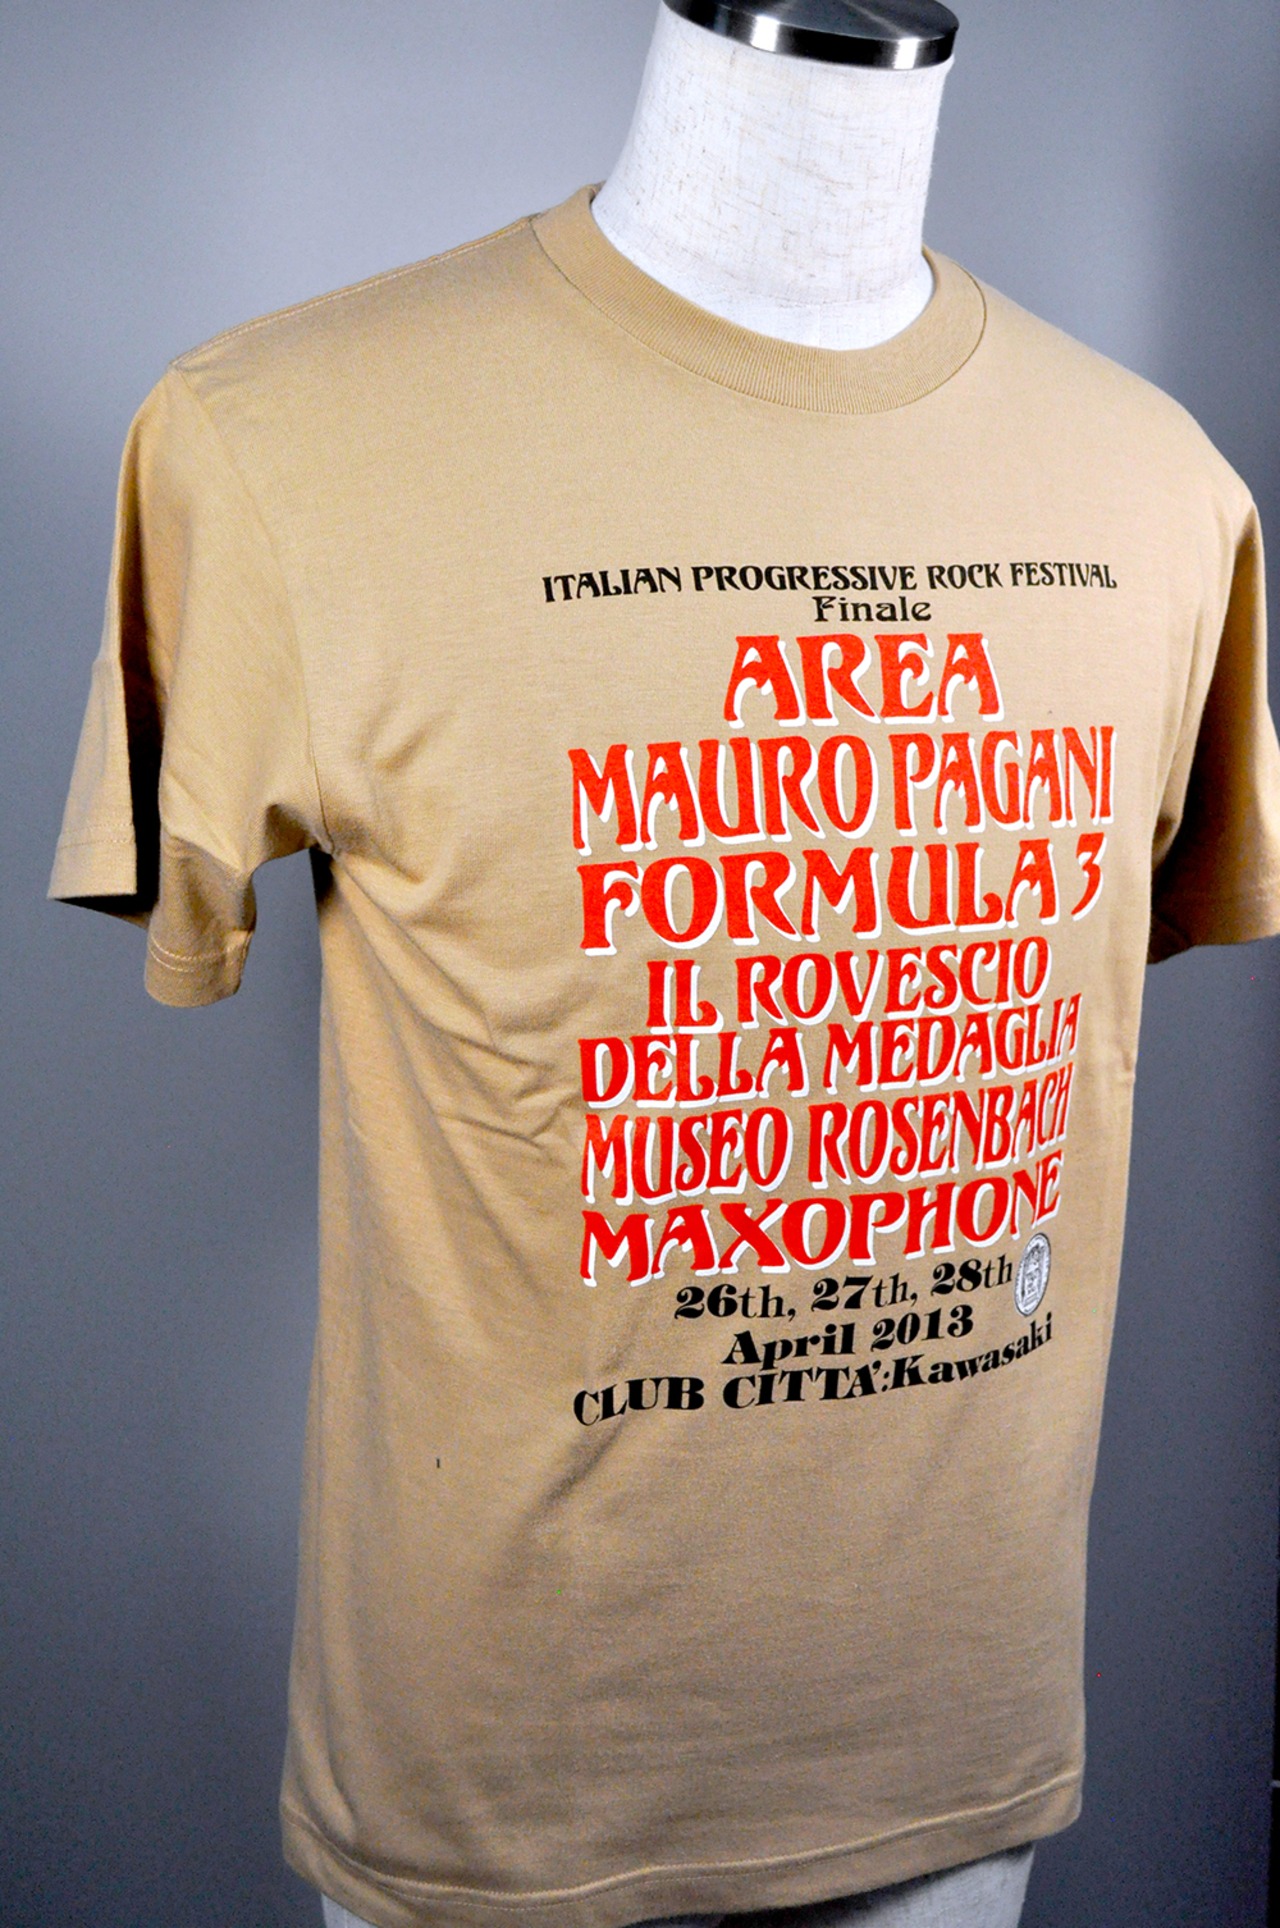 ITALIAN PROGRESSIVE ROCK FESTIVAL
Finale
AREA
MAURO PAGANI
FORMULA 3
IL ROVESCIO
DELLA MEDAGLIA
MUSEO ROSENBACH
MAXOPHONE
26th, 27th, 28th
April 2013
CLUB CITTA':Kawasaki